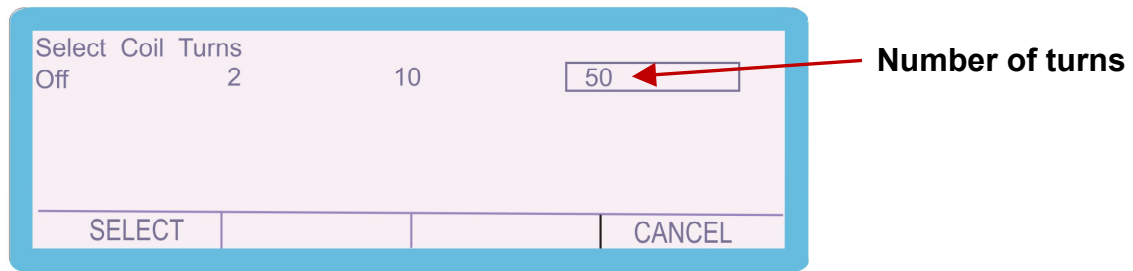 Select Coil Turns
Off 2 10 50
Number of turns
SELECT CANCEL